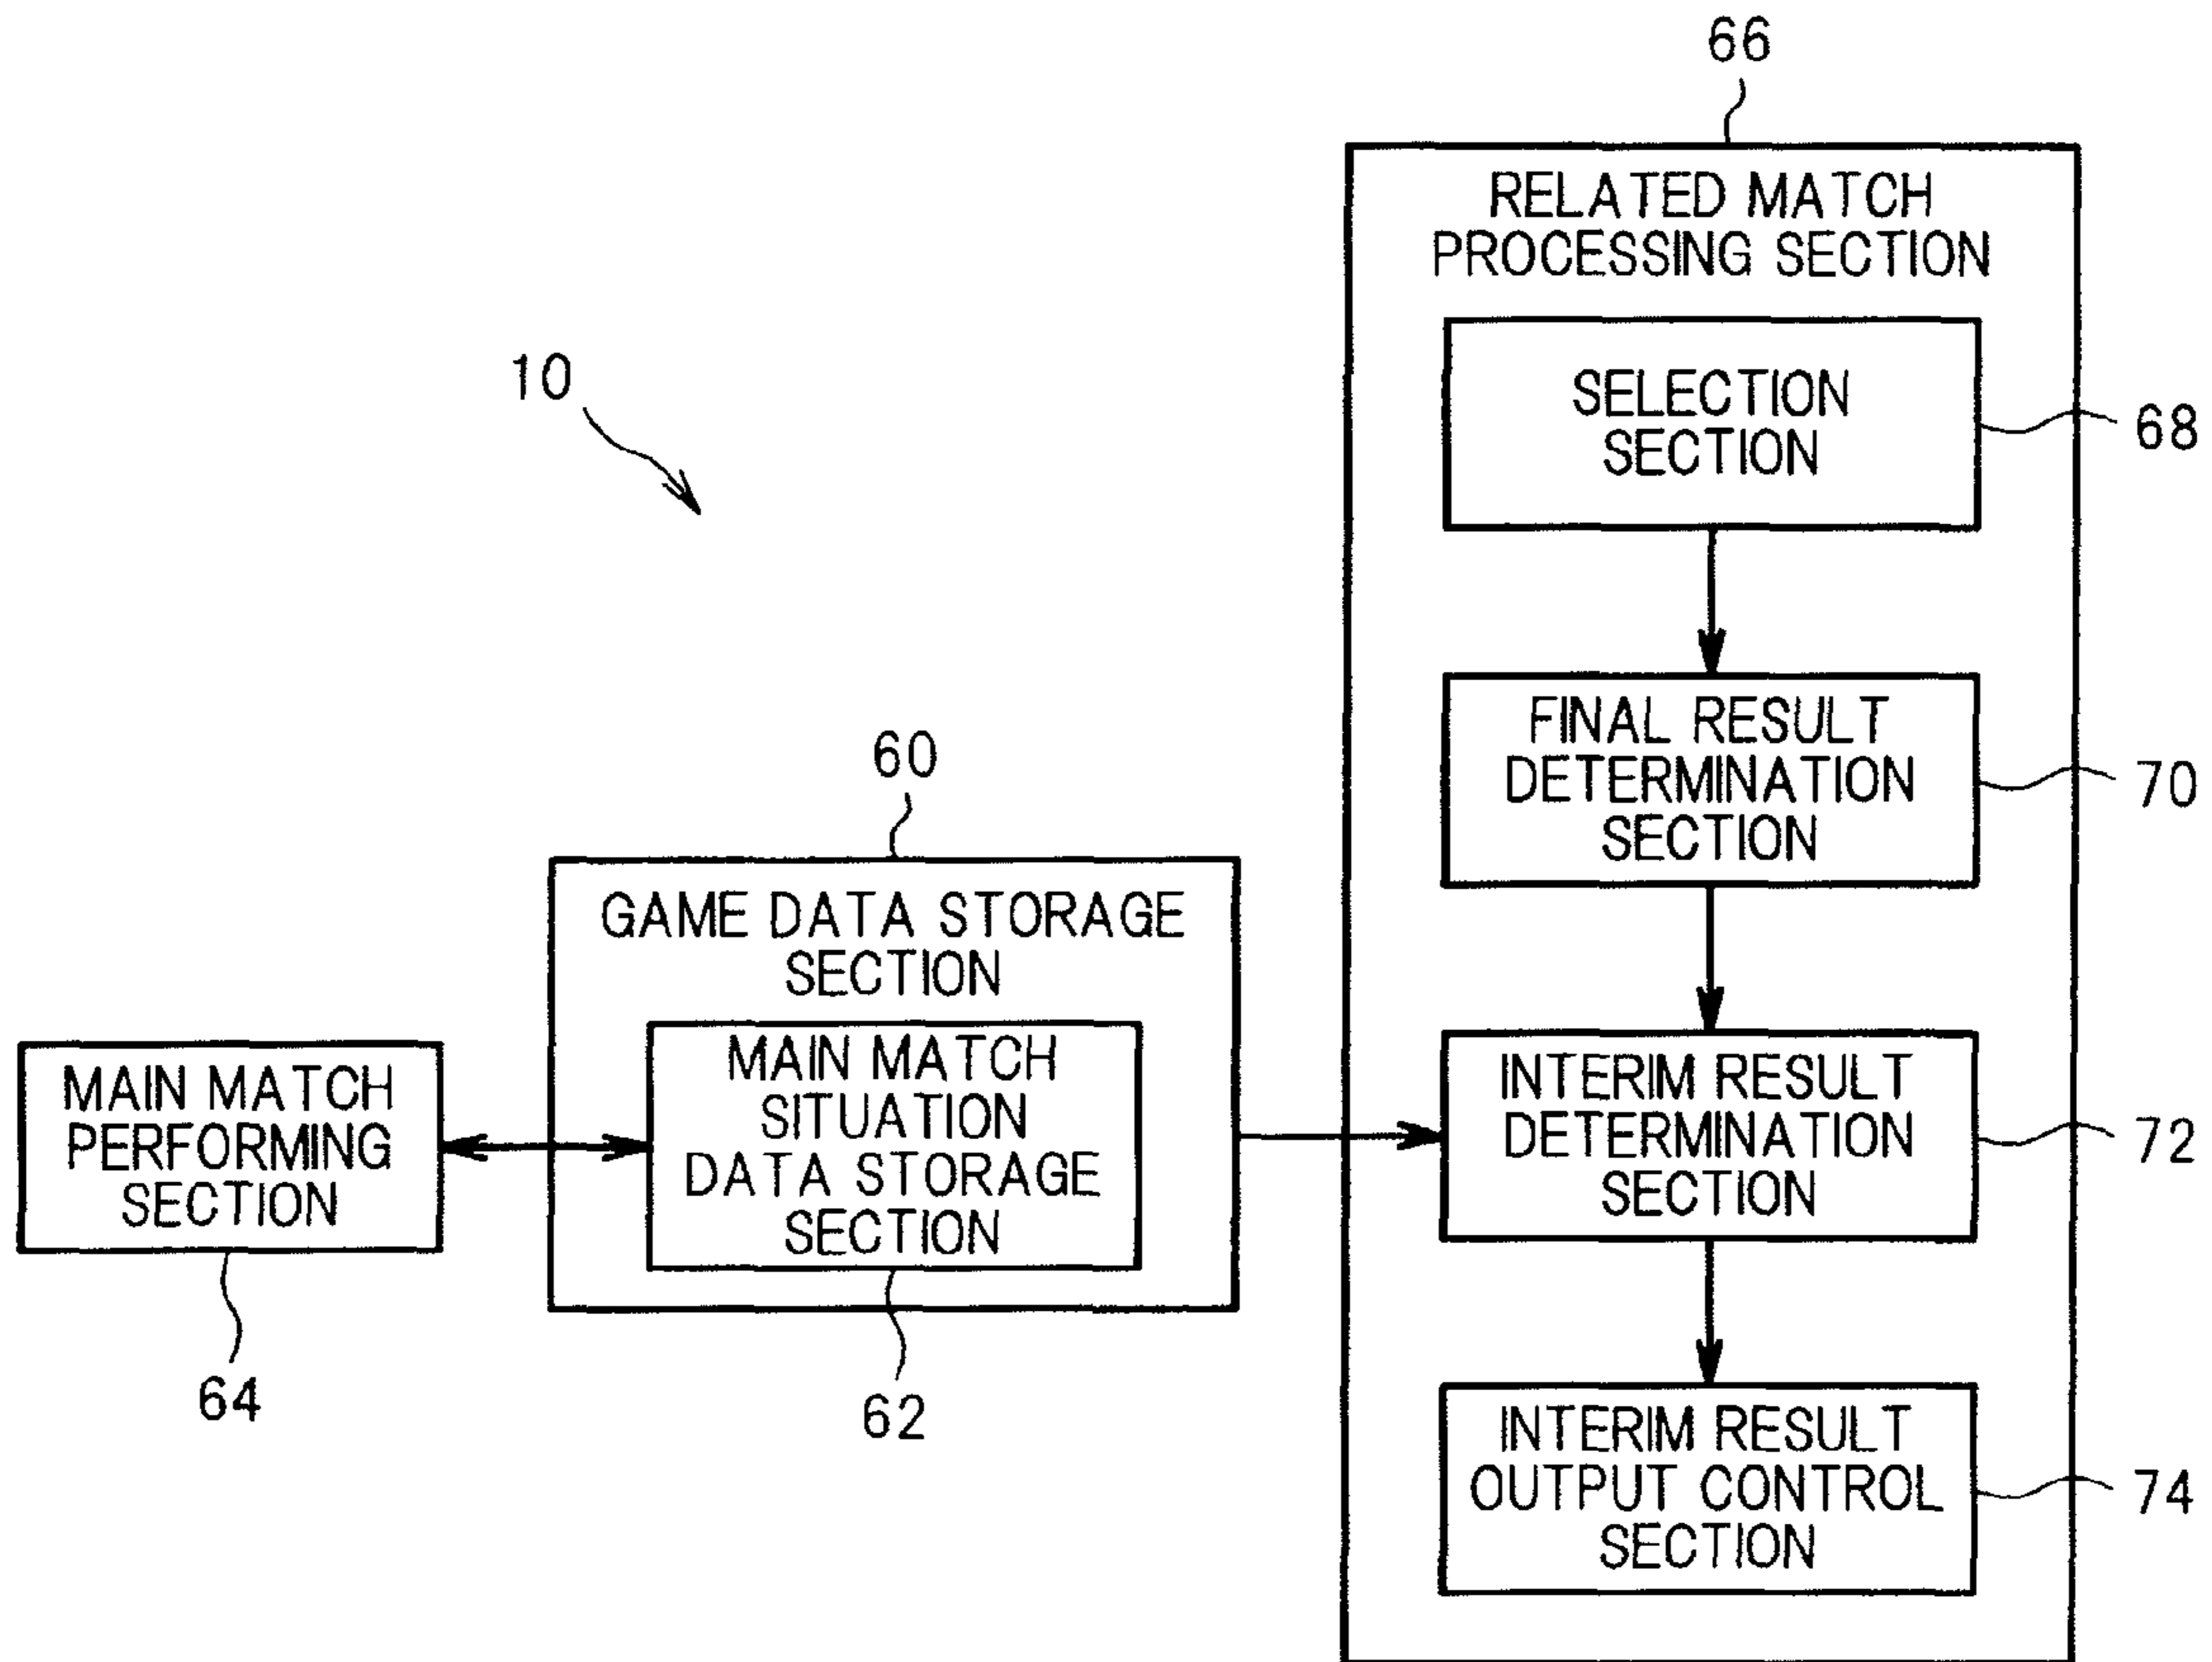 66
RELATED MATCH
PROCESSING SECTION
10
SELECTION
SECTION
68
FINAL RESULT
DETERMINATION
SECTION
70
60
GAME DATA STORAGE
SECTION
MAIN MATCH
SITUATION
DATA STORAGE
SECTION
62
MAIN MATCH
PERFORMING
SECTION
64
INTERIM RESULT
DETERMINATION
SECTION
72
INTERIM RESULT
OUTPUT CONTROL
SECTION
74